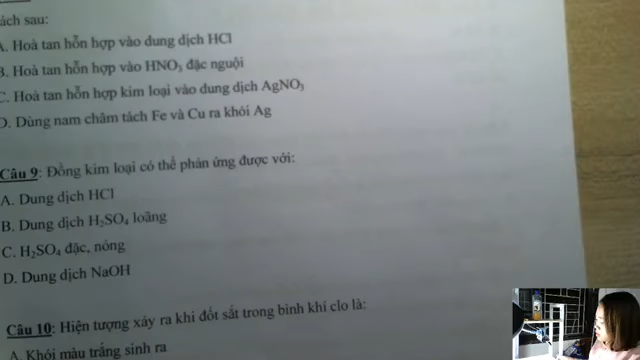 ách sau:
A. Hoà tan hỗn hợp vào dung dịch HCl
B. Hoà tan hỗn hợp vào HNO₃ đặc nguội
C. Hoà tan hỗn hợp kim loại vào dung dịch AgNO₃
D. Dùng nam châm tách Fe và Cu ra khỏi Ag
Câu 9: Đồng kim loại có thể phản ứng được với:
A. Dung dịch HCl
B. Dung dịch H₂SO₄ loãng
C. H₂SO₄ đặc, nóng
D. Dung dịch NaOH
Câu 10: Hiện tượng xảy ra khi đốt sắt trong bình khí clo là:
A. Khói màu trắng sinh ra